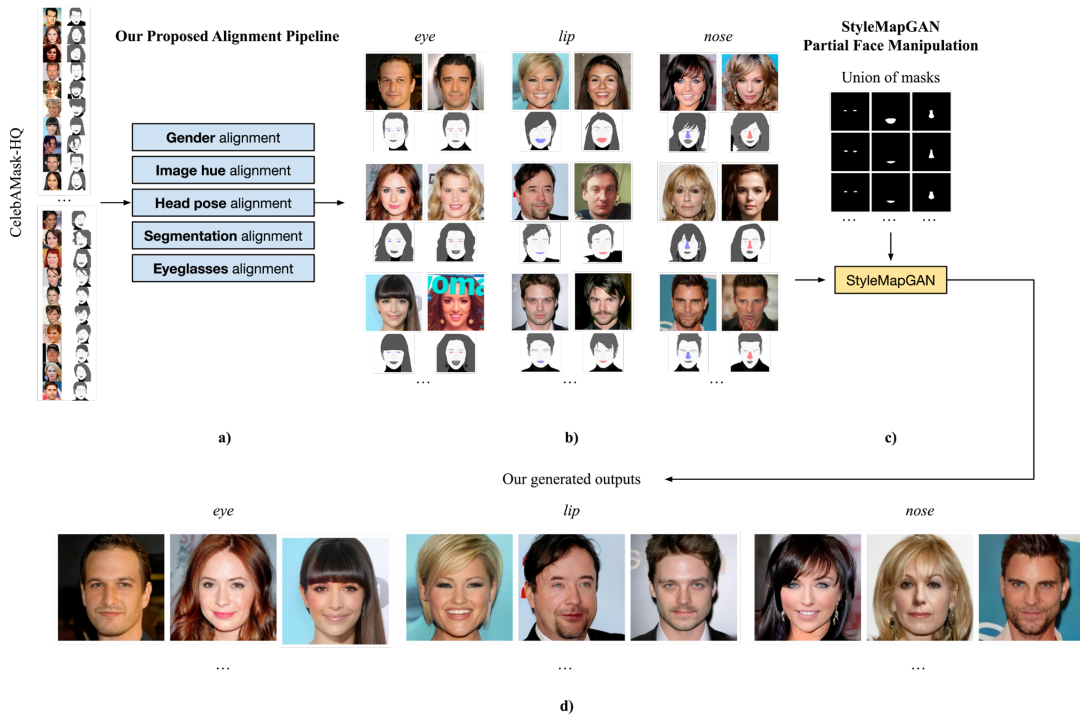 CelebAMask-HQ
...
Our Proposed Alignment Pipeline
Gender alignment
Image hue alignment
Head pose alignment
Segmentation alignment
Eyeglasses alignment
a)
eye
lip
nose
... ... ...
b)
StyleMapGAN
Partial Face Manipulation
Union of masks
... ... ...
StyleMapGAN
c)
Our generated outputs
eye
lip
nose
... ... ...
d)